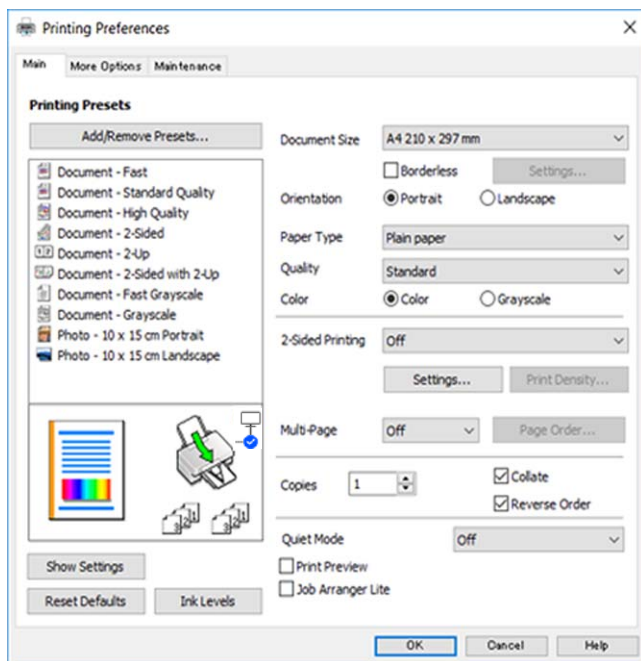 Printing Preferences
Main More Options Maintenance
Printing Presets
Add/Remove Presets...
Document - Fast
Document - Standard Quality
Document - High Quality
Document - 2-Sided
Document - 2-Up
Document - 2-Sided with 2-Up
Document - Fast Grayscale
Document - Grayscale
Photo - 10 x 15 cm Portrait
Photo - 10 x 15 cm Landscape
Show Settings
Reset Defaults Ink Levels
Document Size A4 210 x 297 mm
Borderless Settings...
Orientation Portrait Landscape
Paper Type Plain paper
Quality Standard
Color Color Grayscale
2-Sided Printing Off
Settings... Print Density...
Multi-Page Off Page Order...
Copies 1 Collate
Reverse Order
Quiet Mode Off
Print Preview
Job Arranger Lite
OK Cancel Help